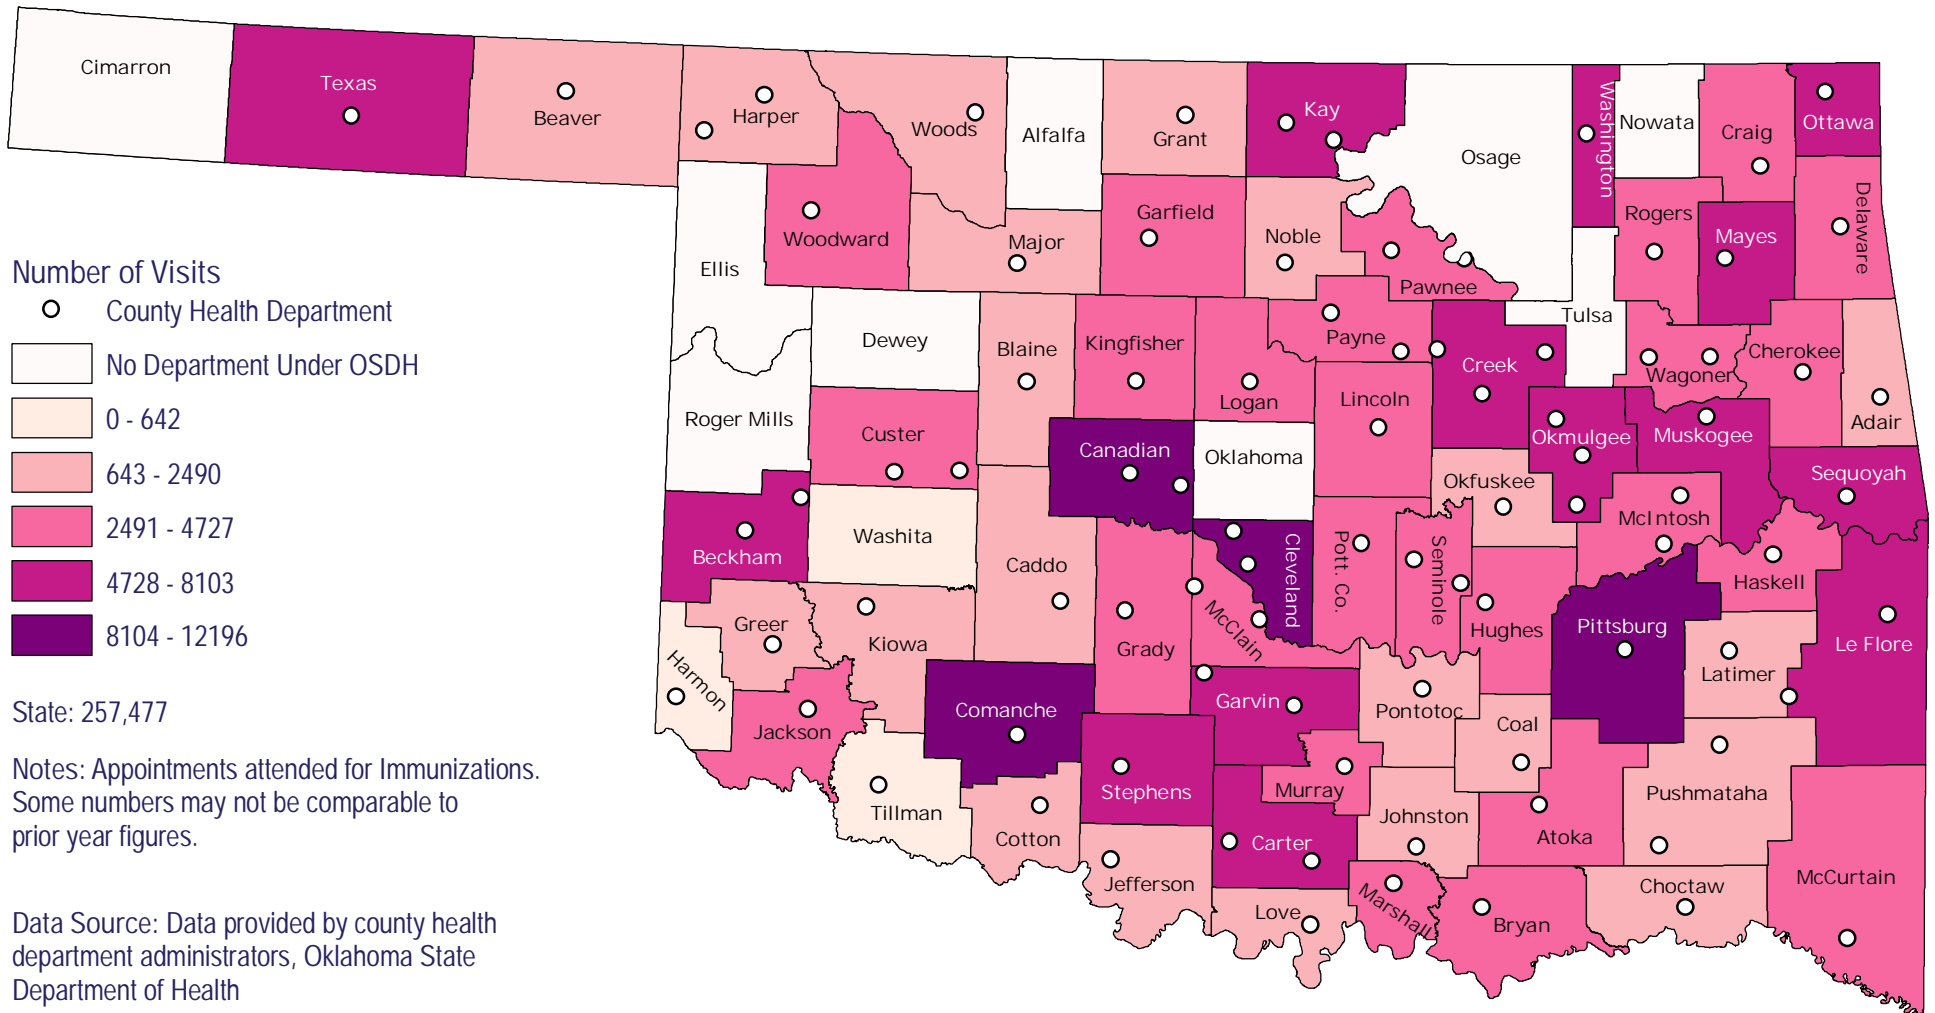 Cimarron
Texas
Beaver
Harper
Woods
Alfalfa
Grant
Kay
Osage
Washington
Nowata
Craig
Ottawa
Woodward
Ellis
Major
Garfield
Noble
Pawnee
Rogers
Mayes
Delaware
Tulsa
Dewey
Blaine
Kingfisher
Logan
Payne
Creek
Wagoner
Cherokee
Adair
Roger Mills
Custer
Canadian
Oklahoma
Lincoln
Okmulgee
Muskogee
Sequoyah
Okfuskee
McIntosh
Beckham
Washita
Caddo
Grady
McClain
Cleveland
Pott. Co.
Seminole
Hughes
Pittsburg
Haskell
Latimer
Le Flore
Harmon
Greer
Kiowa
Jackson
Comanche
Tillman
Cotton
Stephens
Garvin
Murray
Pontotoc
Coal
Carter
Johnston
Atoka
Pushmataha
McCurtain
Jefferson
Love
Marshall
Bryan
Choctaw
Number of Visits
County Health Department
No Department Under OSDH
0 - 642
643 - 2490
2491 - 4727
4728 - 8103
8104 - 12196
State: 257,477
Notes: Appointments attended for Immunizations.
Some numbers may not be comparable to
prior year figures.
Data Source: Data provided by county health
department administrators, Oklahoma State
Department of Health